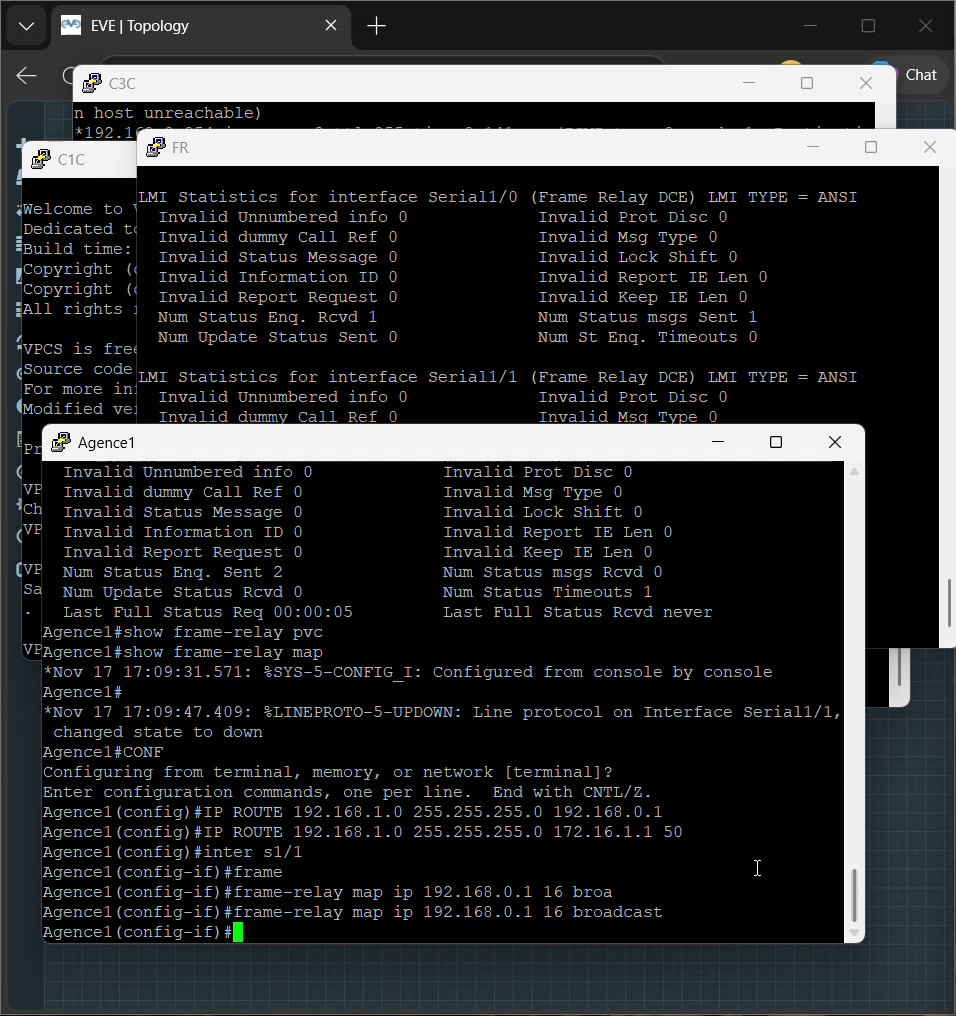 EVE | Topology
Chat
C3C
n host unreachable)
FR
C1C
LMI Statistics for interface Serial1/0 (Frame Relay DCE) LMI TYPE = ANSI
Invalid Unnumbered info 0 Invalid Prot Disc 0
Invalid dummy Call Ref 0 Invalid Msg Type 0
Invalid Status Message 0 Invalid Lock Shift 0
Invalid Information ID 0 Invalid Report IE Len 0
Invalid Report Request 0 Invalid Keep IE Len 0
Num Status Enq. Rcvd 1 Num Status msgs Sent 1
Num Update Status Sent 0 Num St Enq. Timeouts 0
LMI Statistics for interface Serial1/1 (Frame Relay DCE) LMI TYPE = ANSI
Invalid Unnumbered info 0 Invalid Prot Disc 0
Invalid dummy Call Ref 0 Invalid Msg Type 0
Welcome to
Dedicated
Build time:
Copyright
Copyright
All rights
VPCS is
Source code
For more
Modified
Agence1
Invalid Unnumbered info 0 Invalid Prot Disc 0
Invalid dummy Call Ref 0 Invalid Msg Type 0
Invalid Status Message 0 Invalid Lock Shift 0
Invalid Information ID 0 Invalid Report IE Len 0
Invalid Report Request 0 Invalid Keep IE Len 0
Num Status Enq. Sent 2 Num Status msgs Rcvd 0
Num Update Status Rcvd 0 Num Status Timeouts 1
Last Full Status Req 00:00:05 Last Full Status Rcvd never
Agence1#show frame-relay pvc
Agence1#show frame-relay map
*Nov 17 17:09:31.571: %SYS-5-CONFIG_I: Configured from console by console
Agence1#
*Nov 17 17:09:47.409: %LINEPROTO-5-UPDOWN: Line protocol on Interface Serial1/1,
changed state to down
Agence1#CONF
Configuring from terminal, memory, or network [terminal]?
Enter configuration commands, one per line. End with CNTL/Z.
Agence1(config)#IP ROUTE 192.168.1.0 255.255.255.0 192.168.0.1
Agence1(config)#IP ROUTE 192.168.1.0 255.255.255.0 172.16.1.1 50
Agence1(config)#inter s1/1
Agence1(config-if)#frame
Agence1(config-if)#frame-relay map ip 192.168.0.1 16 broa
Agence1(config-if)#frame-relay map ip 192.168.0.1 16 broadcast
Agence1(config-if)#